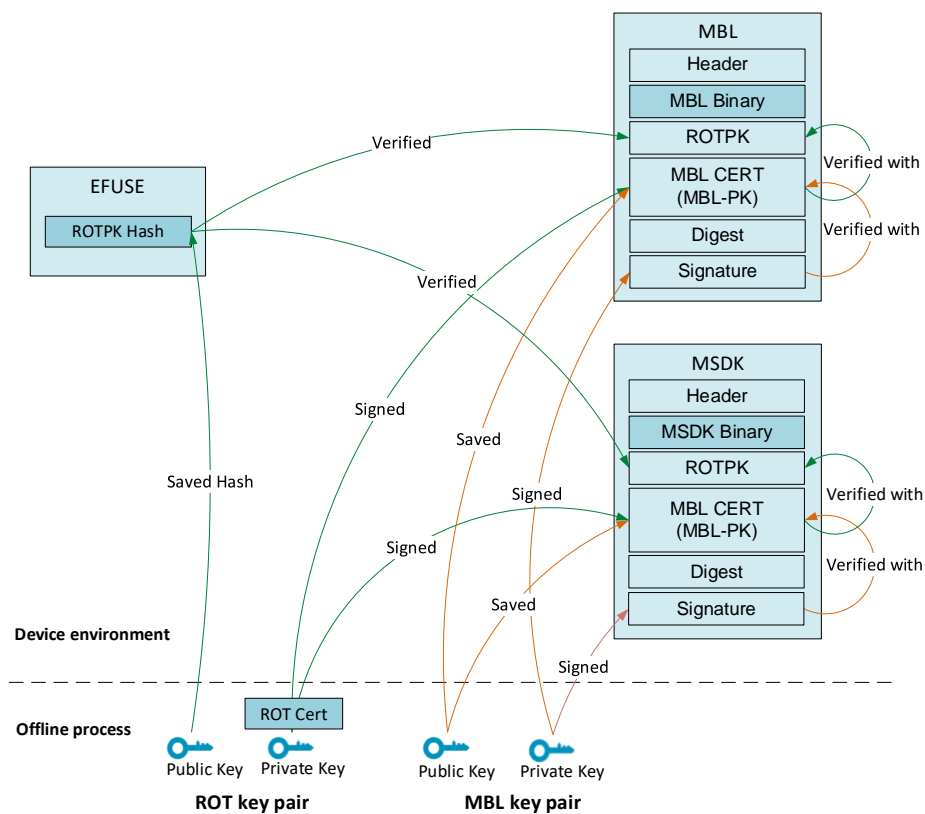 MBL
Header
MBL Binary
ROTPK
MBL CERT
(MBL-PK)
Digest
Signature
Verified with
Verified with
Verified
EFUSE
ROTPK Hash
Verified
MSDK
Header
MSDK Binary
ROTPK
MBL CERT
(MBL-PK)
Digest
Signature
Verified with
Verified with
Signed
Saved
Saved Hash
Signed
Signed
Saved
Signed
Device environment
Offline process
ROT Cert
Public Key
Private Key
Public Key
Private Key
ROT key pair
MBL key pair